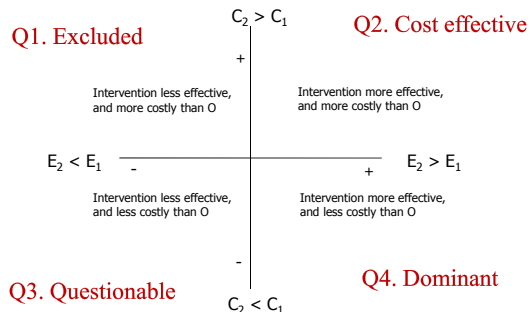 C₂ > C₁
Q1. Excluded
Q2. Cost effective
+
Intervention less effective,
and more costly than O
Intervention more effective,
and more costly than O
E₂ < E₁
-
+
E₂ > E₁
Intervention less effective,
and less costly than O
Intervention more effective,
and less costly than O
-
Q3. Questionable
Q4. Dominant
C₂ < C₁